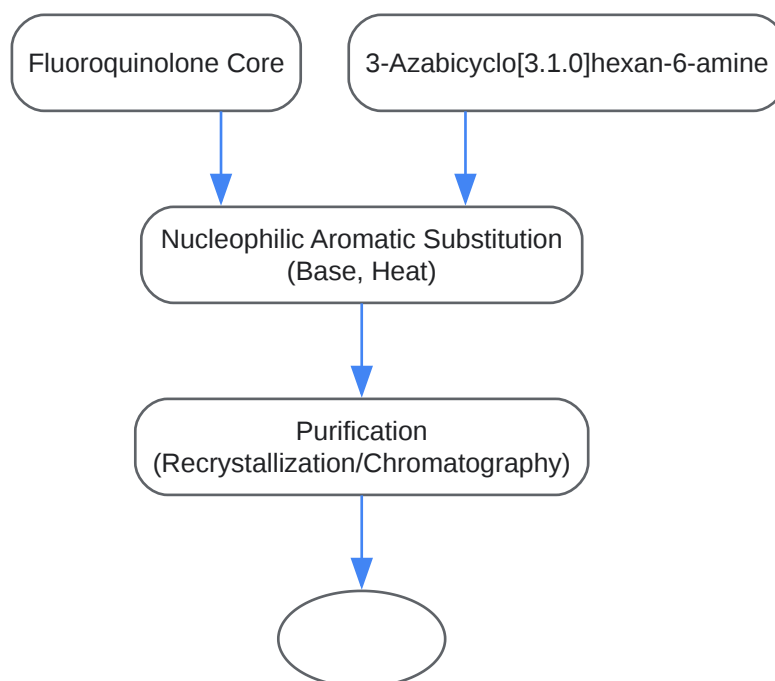 Fluoroquinolone Core
3-Azabicyclo[3.1.0]hexan-6-amine
Nucleophilic Aromatic Substitution
(Base, Heat)
Purification
(Recrystallization/Chromatography)